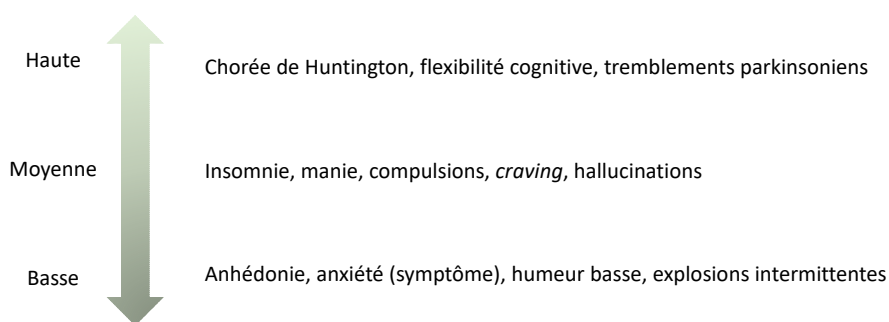 Haute
Chorée de Huntington, flexibilité cognitive, tremblements parkinsoniens
Moyenne
Insomnie, manie, compulsions, craving, hallucinations
Basse
Anhédonie, anxiété (symptôme), humeur basse, explosions intermittentes